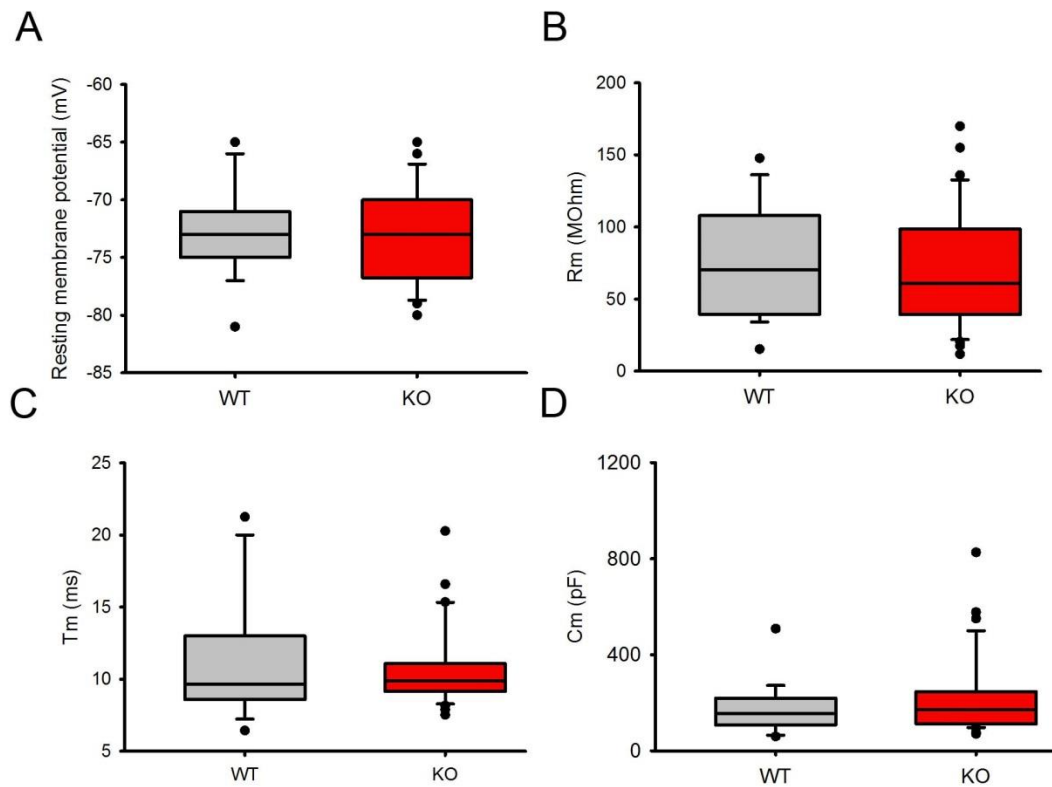 A
Resting membrane potential (mV)
-60
-65
-70
-75
-80
-85
WT
KO
B
Rm (MOhm)
200
150
100
50
0
WT
KO
C
Tm (ms)
25
20
15
10
5
WT
KO
D
Cm (pF)
1200
800
400
0
WT
KO